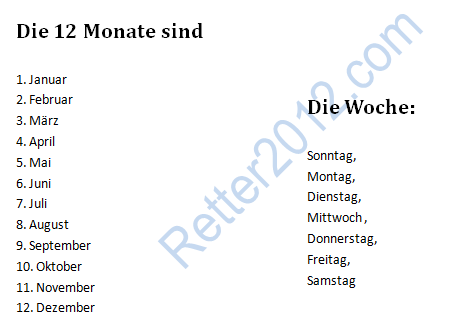 Die 12 Monate sind
1. Januar
2. Februar
3. März
4. April
5. Mai
6. Juni
7. Juli
8. August
9. September
10. Oktober
11. November
12. Dezember
Die Woche:
Sonntag,
Montag,
Dienstag,
Mittwoch,
Donnerstag,
Freitag,
Samstag
Retter2012.com